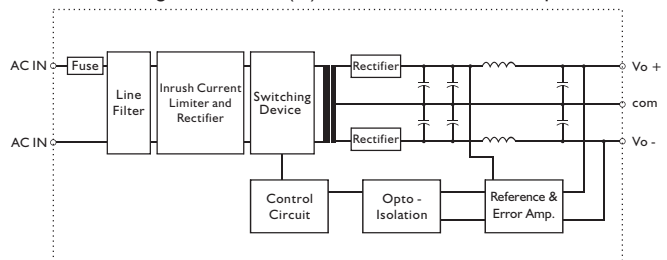 AC IN
Fuse
Line
Filter
Inrush Current
Limiter and
Rectifier
Switching
Device
Rectifier
Vo +
com
AC IN
Rectifier
Vo -
Control
Circuit
Opto -
Isolation
Reference &
Error Amp.